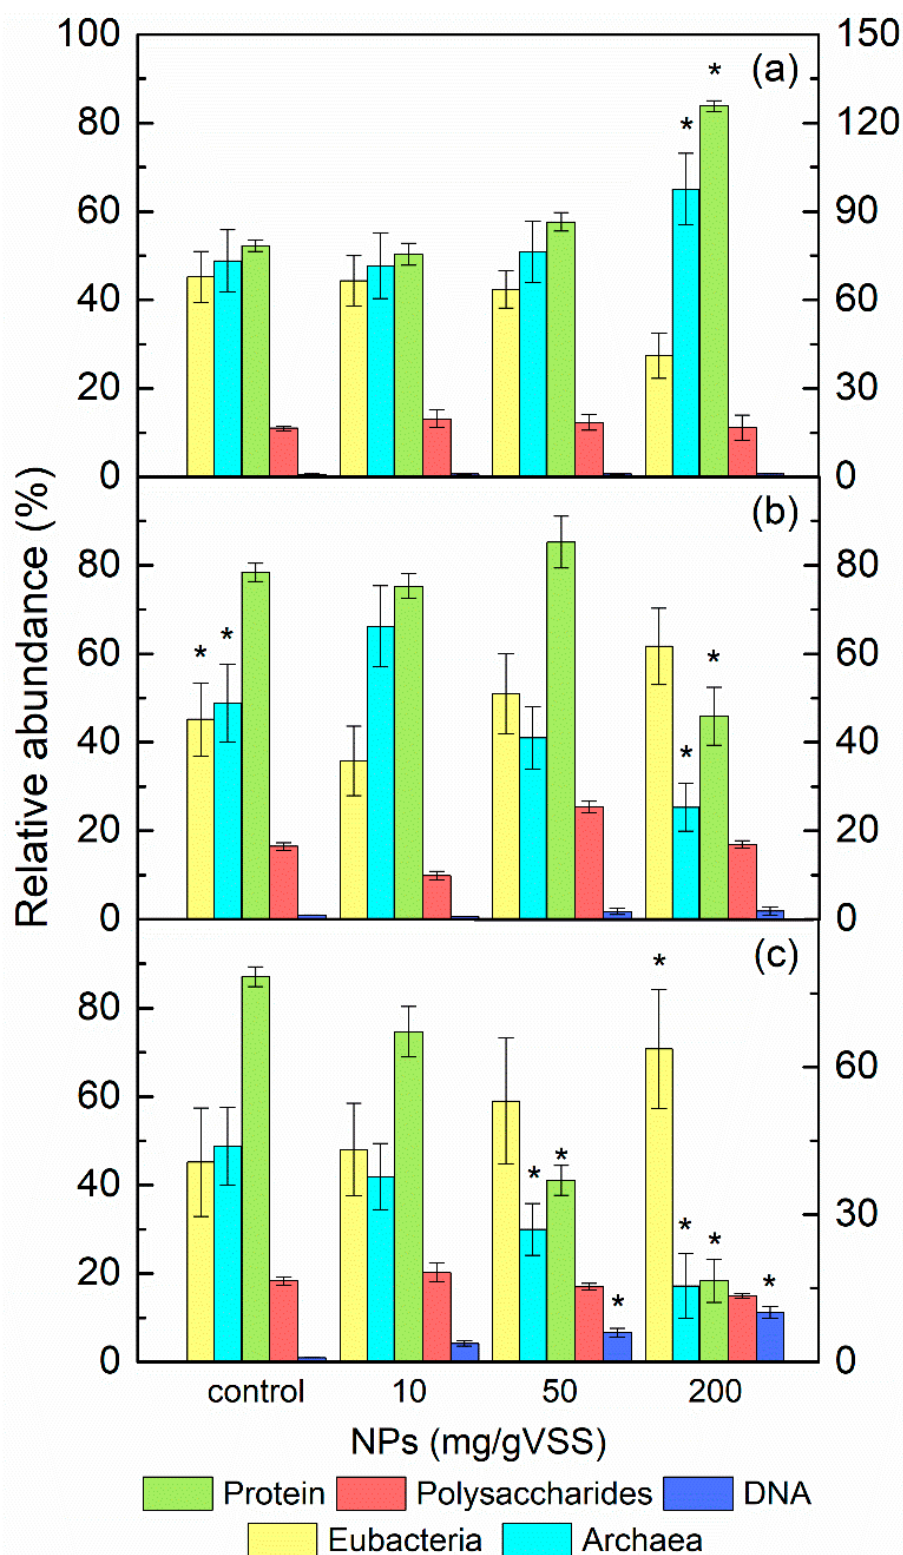 100 150
(a)
* *
80 120
60 90
40 60
20 30
0 0
(b)
80 80
* * * *
60 60
40 40
20 20
0 0
(c)
*
80
60
60
* * * *
40
30
* *
20
0 0
Relative abundance (%)
control 10 50 200
NPs (mg/gVSS)
Protein Polysaccharides DNA
Eubacteria Archaea